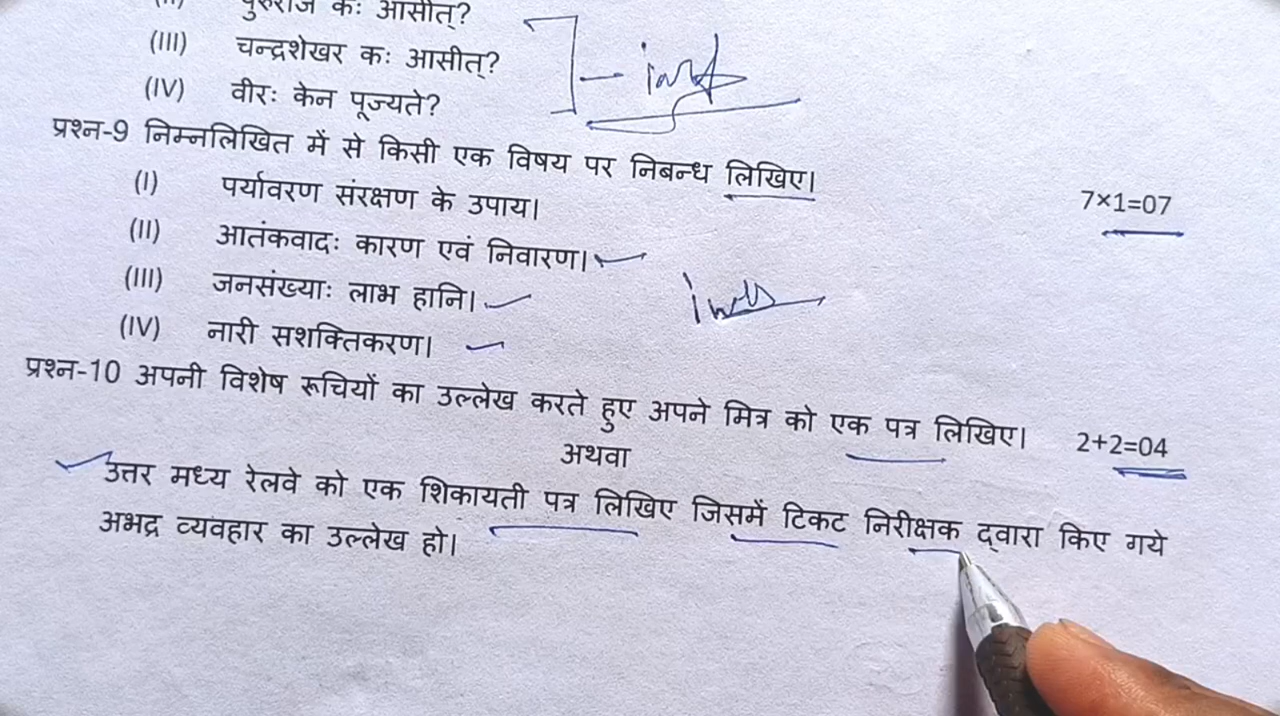 (II) पुरुराज कः आसीत्?
(III) चन्द्रशेखर कः आसीत्?
(IV) वीरः केन पूज्यते?
प्रश्न-9 निम्नलिखित में से किसी एक विषय पर निबन्ध लिखिए।
7×1=07
(I) पर्यावरण संरक्षण के उपाय।
(II) आतंकवादः कारण एवं निवारण।
(III) जनसंख्याः लाभ हानि।
(IV) नारी सशक्तिकरण।
प्रश्न-10 अपनी विशेष रूचियों का उल्लेख करते हुए अपने मित्र को एक पत्र लिखिए।
2+2=04
अथवा
उत्तर मध्य रेलवे को एक शिकायती पत्र लिखिए जिसमें टिकट निरीक्षक द्वारा किए गये
अभद्र व्यवहार का उल्लेख हो।